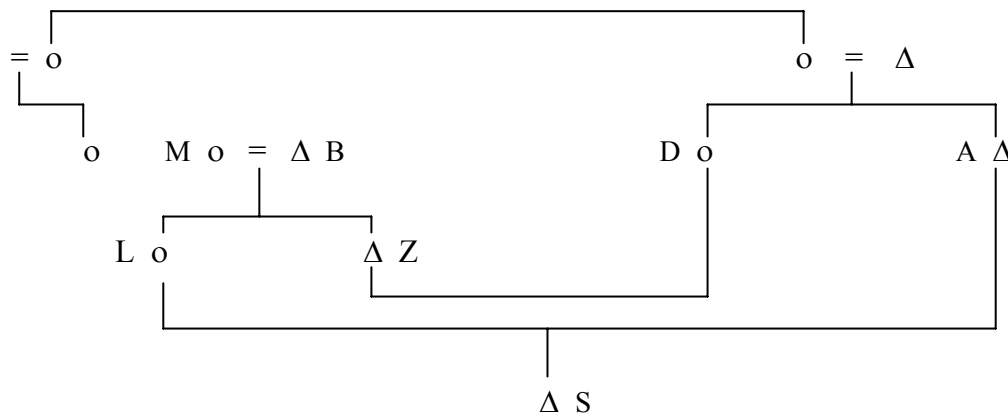 = o o = Δ
o M o = Δ B D o A Δ
L o Δ Z
Δ S